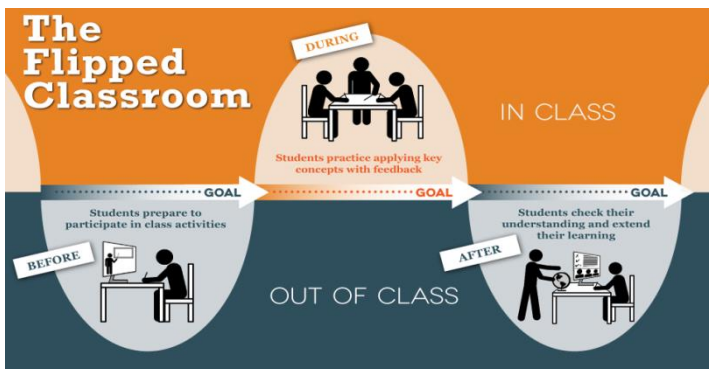 The
Flipped
Classroom
DURING
IN CLASS
Students practice applying key
concepts with feedback
GOAL
GOAL
GOAL
Students prepare to
participate in class activities
Students check their
understanding and extend
their learning
BEFORE
AFTER
OUT OF CLASS